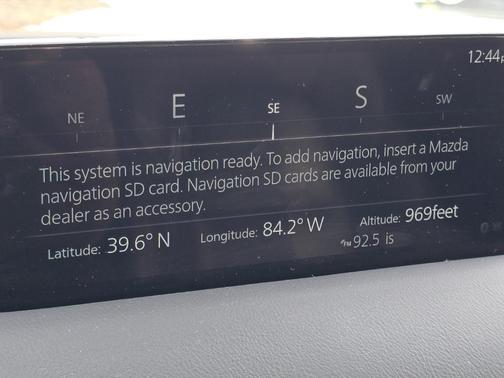 12:44
NE E SE S SW
This system is navigation ready. To add navigation, insert a Mazda
navigation SD card. Navigation SD cards are available from your
dealer as an accessory.
Latitude: 39.6° N Longitude: 84.2° W Altitude: 969feet
FM 92.5 is